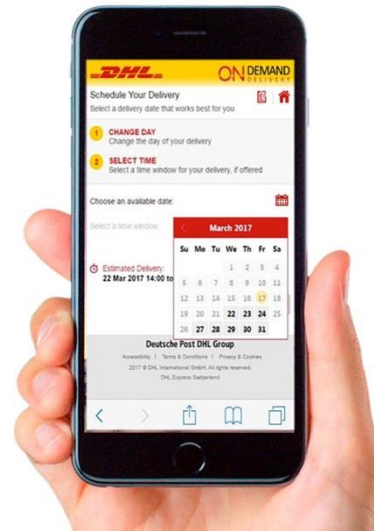 DHL
ON DEMAND
DELIVERY
Schedule Your Delivery
Select a delivery date that works best for you
1 CHANGE DAY
Change the day of your delivery
2 SELECT TIME
Select a time window for your delivery, if offered
Choose an available date:
Select a time window:
March 2017
Su Mo Tu We Th Fr Sa
1 2 3 4
5 6 7 8 9 10 11
12 13 14 15 16 17 18
19 20 21 22 23 24 25
26 27 28 29 30 31
Estimated Delivery:
22 Mar 2017 14:00 to
Deutsche Post DHL Group
Accessibility | Terms & Conditions | Privacy & Cookies
2017 © DHL International GmbH. All rights reserved.
DHL Express Switzerland